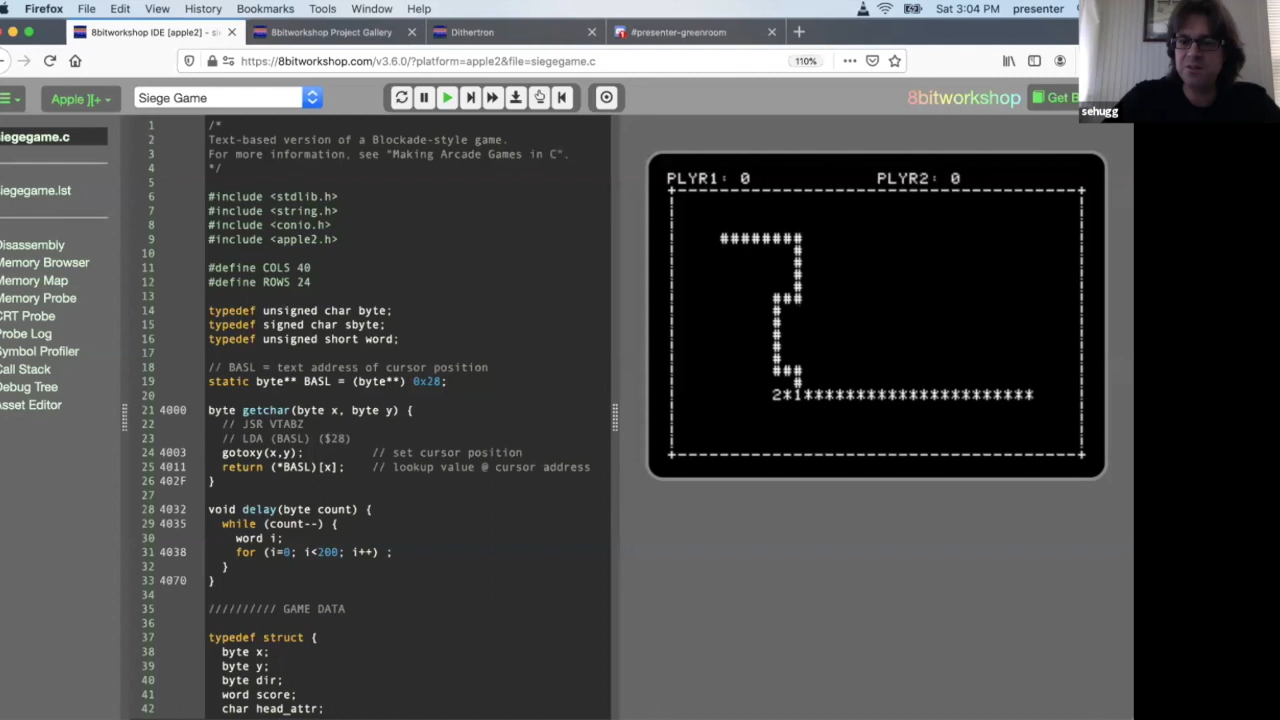 Firefox File Edit View History Bookmarks Tools Window Help Sat 3:04 PM presenter
8bitworkshop IDE [apple2] - si 8bitworkshop Project Gallery Dithertron #presenter-greenroom
https://8bitworkshop.com/v3.6.0/?platform=apple2&file=siegegame.c 110%
Apple ][+ Siege Game 8bitworkshop Get B
sehugg
siegegame.c
siegegame.lst
Disassembly
Memory Browser
Memory Map
Memory Probe
CRT Probe
Probe Log
Symbol Profiler
Call Stack
Debug Tree
Asset Editor
1 /*
2 Text-based version of a Blockade-style game.
3 For more information, see "Making Arcade Games in C".
4 */
5
6 #include <stdlib.h>
7 #include <string.h>
8 #include <conio.h>
9 #include <apple2.h>
10
11 #define COLS 40
12 #define ROWS 24
13
14 typedef unsigned char byte;
15 typedef signed char sbyte;
16 typedef unsigned short word;
17
18 // BASL = text address of cursor position
19 static byte** BASL = (byte**) 0x28;
20
21 4000 byte getchar(byte x, byte y) {
22 // JSR VTABZ
23 // LDA (BASL) ($28)
24 4003 gotoxy(x,y); // set cursor position
25 4011 return (*BASL)[x]; // lookup value @ cursor address
26 402F }
27
28 4032 void delay(byte count) {
29 4035 while (count--) {
30 word i;
31 4038 for (i=0; i<200; i++) ;
32 }
33 4070 }
34
35 ////////// GAME DATA
36
37 typedef struct {
38 byte x;
39 byte y;
40 byte dir;
41 word score;
42 char head_attr;
PLYR1: 0 PLYR2: 0
########
#
#
#
#
###
#
#
#
#
#
###
#
2*1**********************